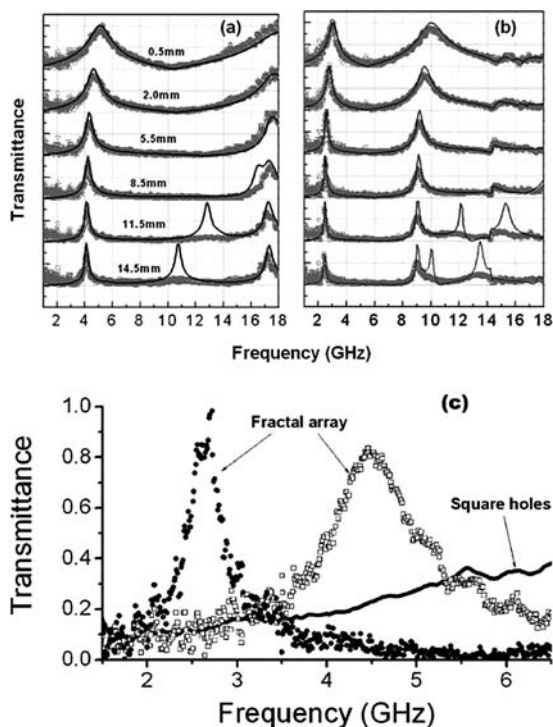 (a)
(b)
0.5mm
2.0mm
5.5mm
8.5mm
11.5mm
14.5mm
Transmittance
2 4 6 8 10 12 14 16 18
2 4 6 8 10 12 14 16 18
Frequency (GHz)
(c)
Fractal array
Square holes
1.0
0.8
0.6
0.4
0.2
0.0
Transmittance
2 3 4 5 6
Frequency (GHz)